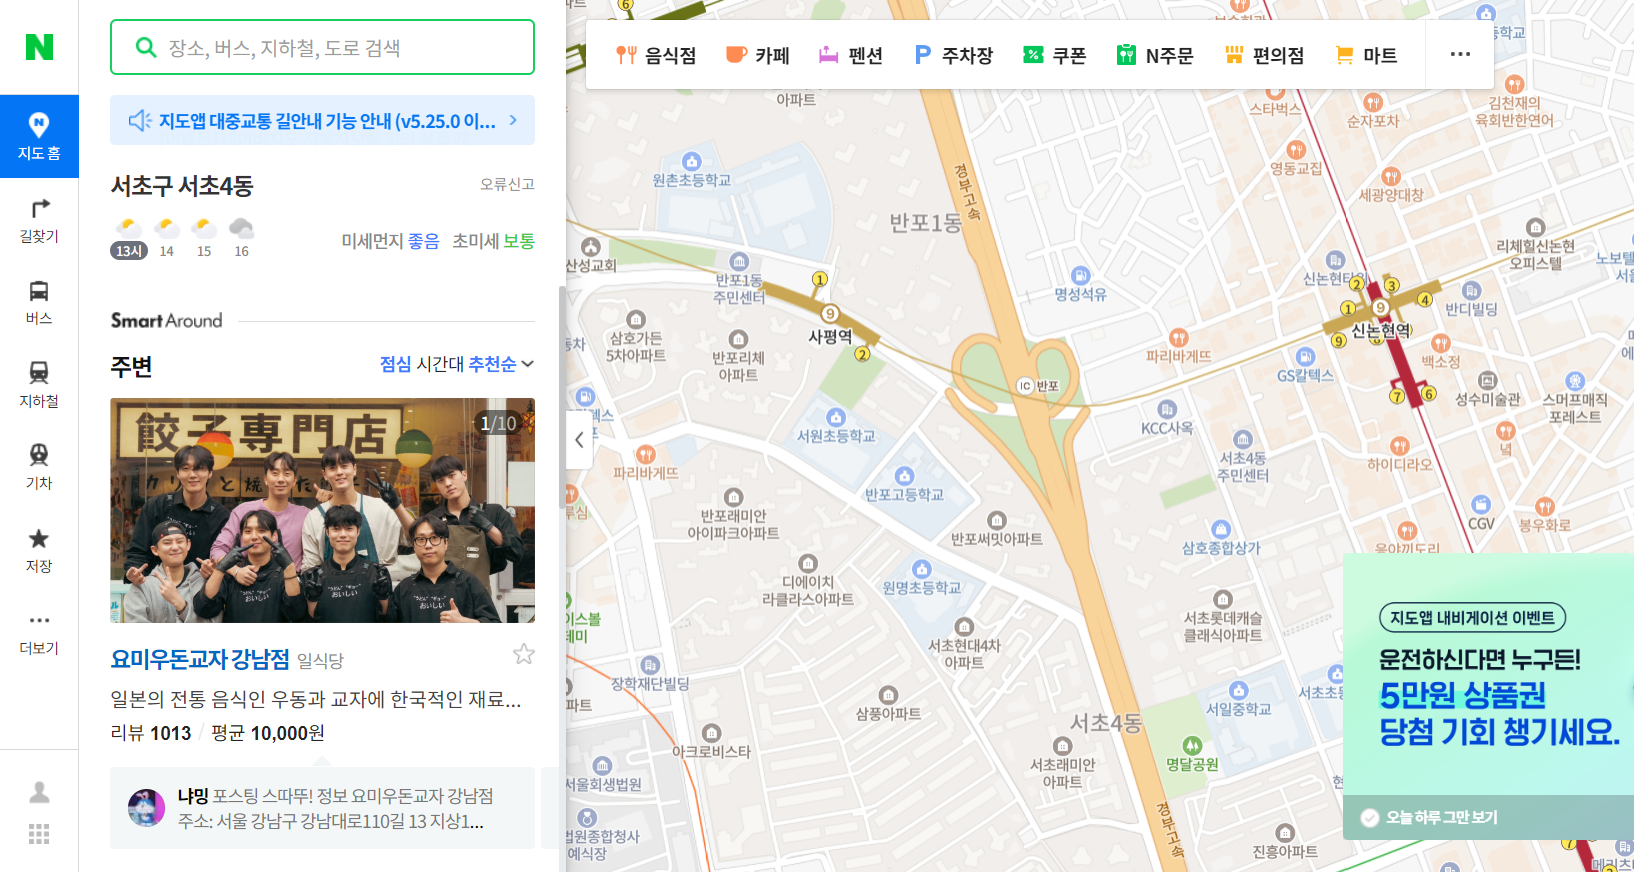 장소, 버스, 지하철, 도로 검색
지도앱 대중교통 길안내 기능 안내 (v5.25.0 이...
지도 홈
길찾기
버스
지하철
기차
저장
더보기
서초구 서초4동
오류신고
13시 14 15 16
미세먼지 좋음 초미세 보통
Smart Around
주변
점심 시간대 추천순
餃子専門店
1/10
요미우돈교자 강남점 일식당
일본의 전통 음식인 우동과 교자에 한국적인 재료...
리뷰 1013 / 평균 10,000원
냐밍 포스팅 스따뚜! 정보 요미우돈교자 강남점
주소: 서울 강남구 강남대로110길 13 지상1...
음식점
카페
펜션
주차장
쿠폰
N주문
편의점
마트
6
아파트
스타벅스
순자포차
김천재의
육회반한연어
원촌초등학교
경부고속
영동교집
세광양대창
반포1동
산성교회
반포1동
주민센터
1
9
사평역
2
명성석유
리체힐신논현
오피스텔
신논현타워
2
3
1
9
4
신논현역
9
반디빌딩
삼호가든
5차아파트
반포리체
아파트
파리바게뜨
GS칼텍스
백소정
7
6
성수미술관
스머프매직
포레스트
IC 반포
서원초등학교
KCC사옥
서초4동
주민센터
하이디라오
넘
파리바게뜨
반포고등학교
반포래미안
아이파크아파트
반포써밋아파트
CGV
봉우화로
삼호종합상가
디에이치
라클라스아파트
원명초등학교
서초롯데캐슬
클래식아파트
서초현대4차
아파트
장학재단빌딩
삼풍아파트
서일중학교
서초4동
아크로비스타
서초래미안
아파트
명달공원
서울회생법원
경부고속
진흥아파트
법원종합청사
예식장
지도앱 내비게이션 이벤트
운전하신다면 누구든!
5만원 상품권
당첨 기회 챙기세요.
오늘 하루 그만 보기
7